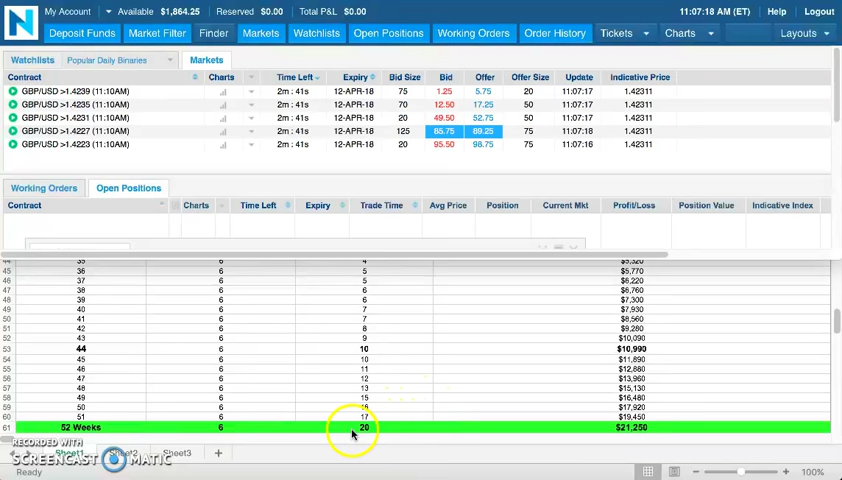 N My Account Available $1,864.25 Reserved $0.00 Total P&L $0.00 11:07:18 AM (ET) Help Logout
Deposit Funds Market Filter Finder Markets Watchlists Open Positions Working Orders Order History Tickets Charts Layouts
Watchlists Popular Daily Binaries Markets
Contract Charts Time Left Expiry Bid Size Bid Offer Offer Size Update Indicative Price
GBP/USD >1.4239 (11:10AM) 2m : 41s 12-APR-18 75 1.25 5.75 20 11:07:17 1.42311
GBP/USD >1.4235 (11:10AM) 2m : 41s 12-APR-18 70 12.50 17.25 50 11:07:17 1.42311
GBP/USD >1.4231 (11:10AM) 2m : 41s 12-APR-18 20 49.50 52.75 50 11:07:17 1.42311
GBP/USD >1.4227 (11:10AM) 2m : 41s 12-APR-18 125 85.75 89.25 75 11:07:18 1.42311
GBP/USD >1.4223 (11:10AM) 2m : 41s 12-APR-18 20 95.50 98.75 75 11:07:16 1.42311
Working Orders Open Positions
Contract Charts Time Left Expiry Trade Time Avg Price Position Current Mkt Profit/Loss Position Value Indicative Index
44 35 6 4 $5,320
45 36 6 5 $5,770
46 37 6 5 $6,220
47 38 6 6 $6,760
48 39 6 6 $7,300
49 40 6 7 $7,930
50 41 6 7 $8,560
51 42 6 8 $9,280
52 43 6 9 $10,090
53 44 6 10 $10,990
54 45 6 10 $11,890
55 46 6 11 $12,880
56 47 6 12 $13,960
57 48 6 13 $15,130
58 49 6 15 $16,480
59 50 6 16 $17,920
60 51 6 17 $19,450
61 52 Weeks 6 20 $21,250
RECORDED WITH
SCREENCAST MATIC
Sheet1 Sheet2 Sheet3 +
Ready 100%